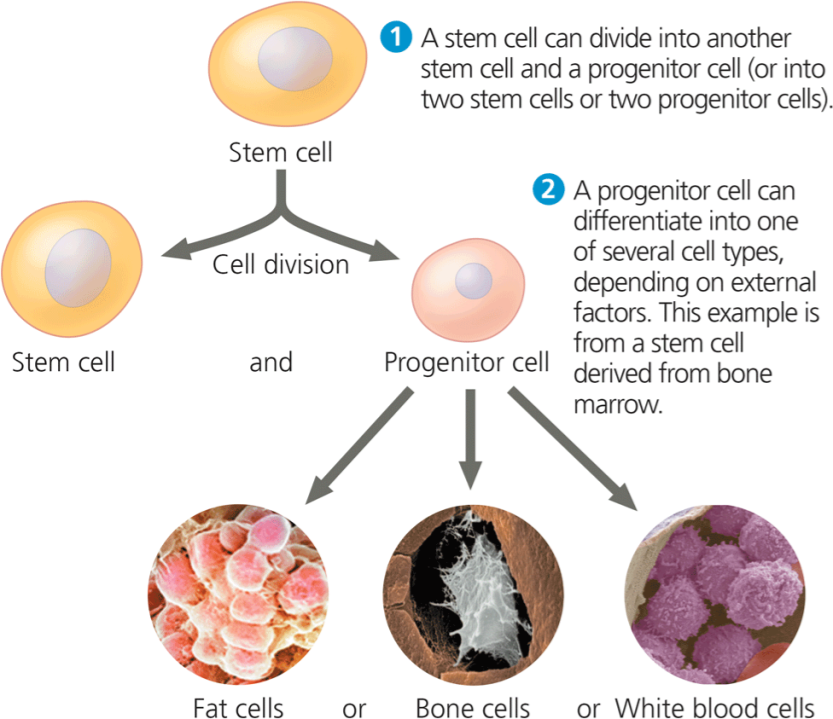 1 A stem cell can divide into another
stem cell and a progenitor cell (or into
two stem cells or two progenitor cells).
Stem cell
2 A progenitor cell can
differentiate into one
of several cell types,
depending on external
factors. This example is
from a stem cell
derived from bone
marrow.
Cell division
Stem cell and Progenitor cell
Fat cells or Bone cells or White blood cells